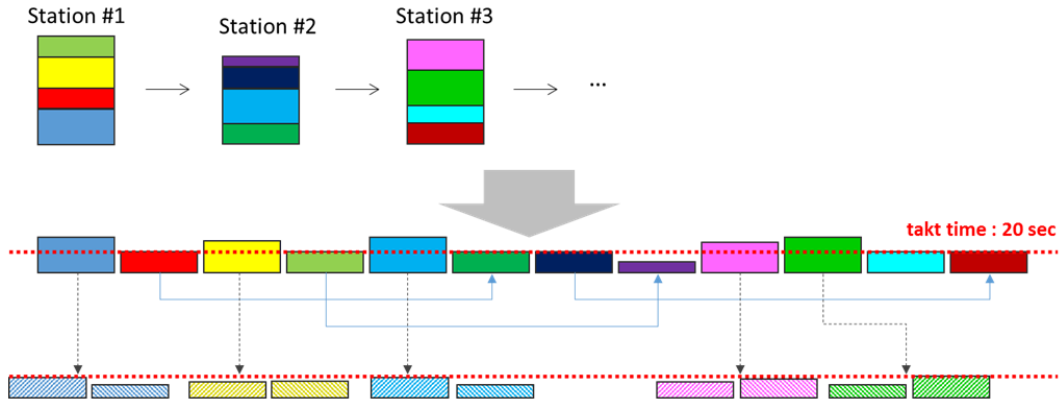 Station #1
Station #2
Station #3
...
takt time : 20 sec